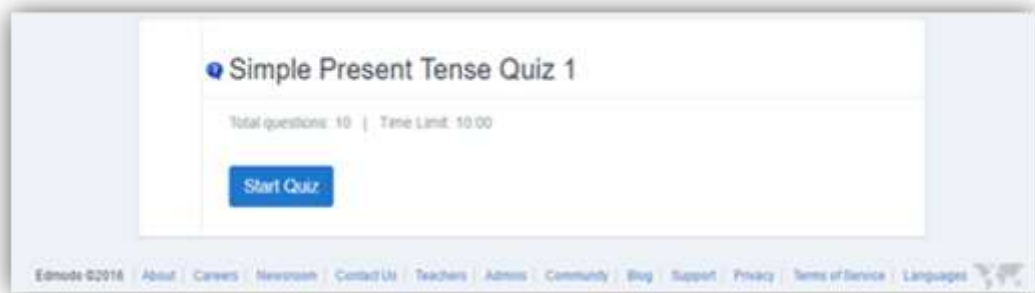 Simple Present Tense Quiz 1
Total questions: 10 | Time Limit: 10:00
Start Quiz
Edmodo ©2016 | About | Careers | Newsroom | Contact Us | Teachers | Admins | Community | Blog | Support | Privacy | Terms of Service | Languages